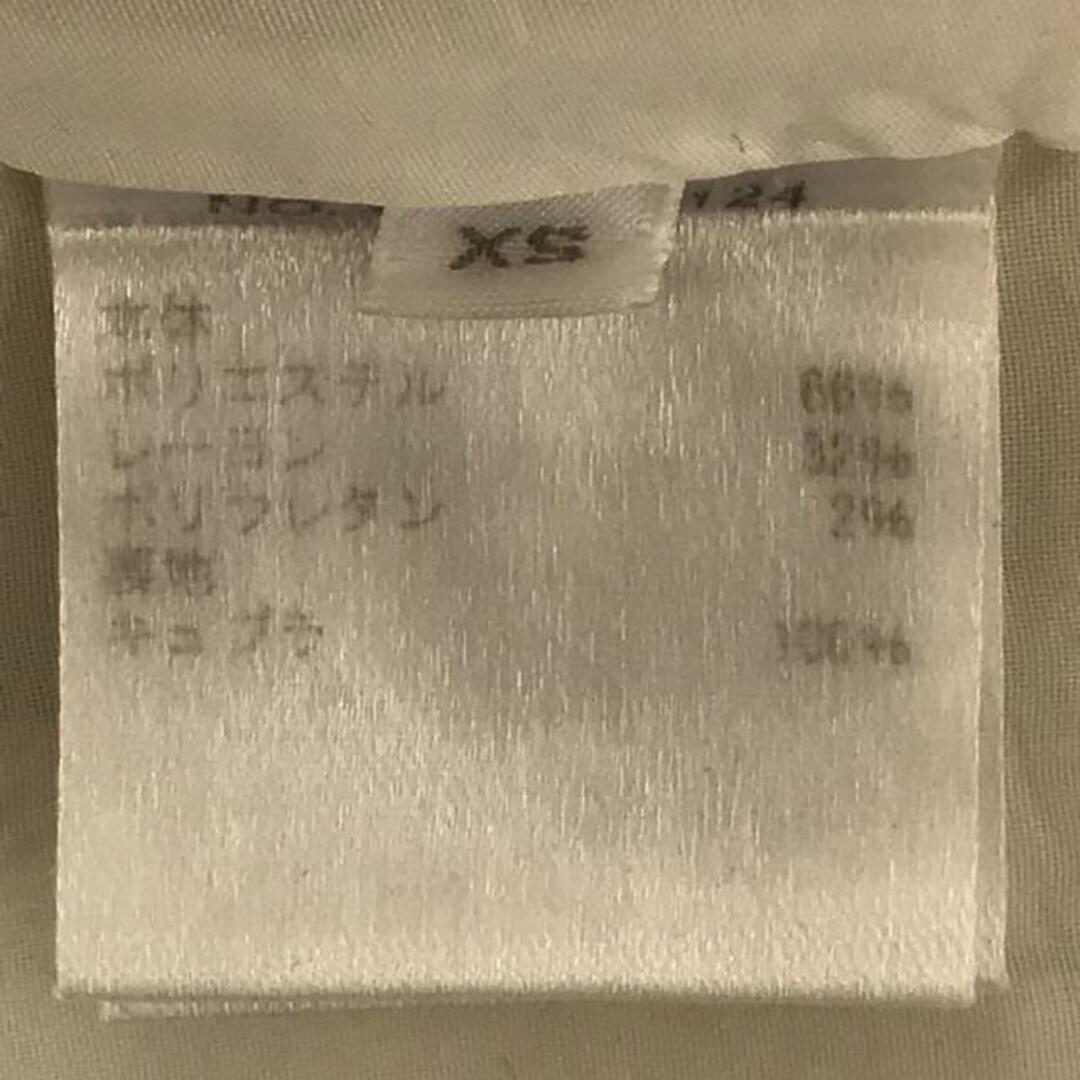 No.
XS
本体
ポリエステル 66%
レーヨン 32%
ポリウレタン 2%
裏地
キュプラ 100%